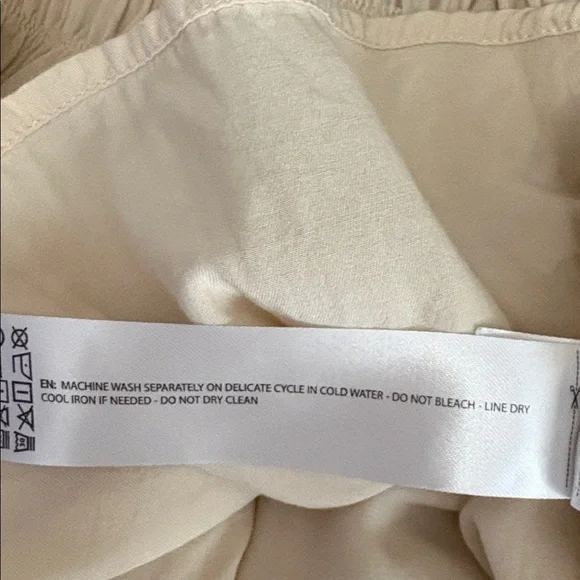 EN: MACHINE WASH SEPARATELY ON DELICATE CYCLE IN COLD WATER - DO NOT BLEACH - LINE DRY
COOL IRON IF NEEDED - DO NOT DRY CLEAN